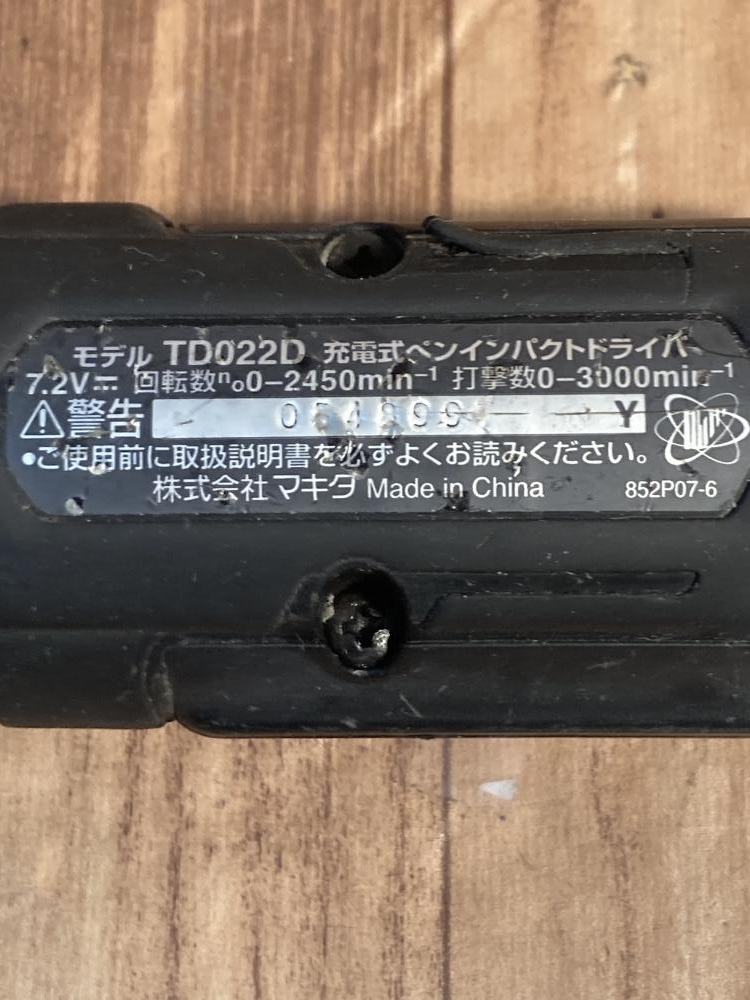 モデル TD022D 充電式ペンインパクトドライバ
7.2V⎓ 回転数n₀0-2450min⁻¹ 打撃数0-3000min⁻¹
⚠警告 Y
•ご使用前に取扱説明書を必ずよくお読みください。
株式会社マキタ Made in China 852P07-6